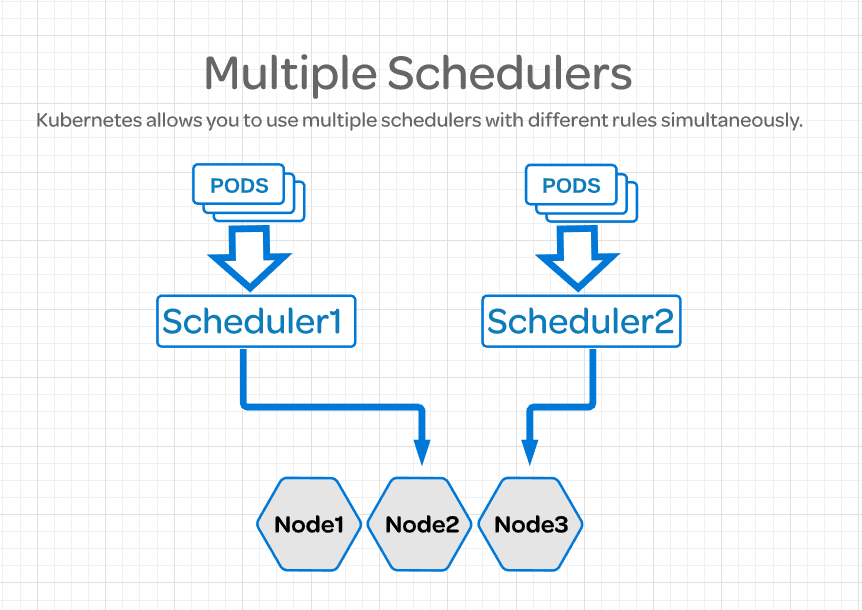 Multiple Schedulers
Kubernetes allows you to use multiple schedulers with different rules simultaneously.
PODS
PODS
Scheduler1
Scheduler2
Node1
Node2
Node3